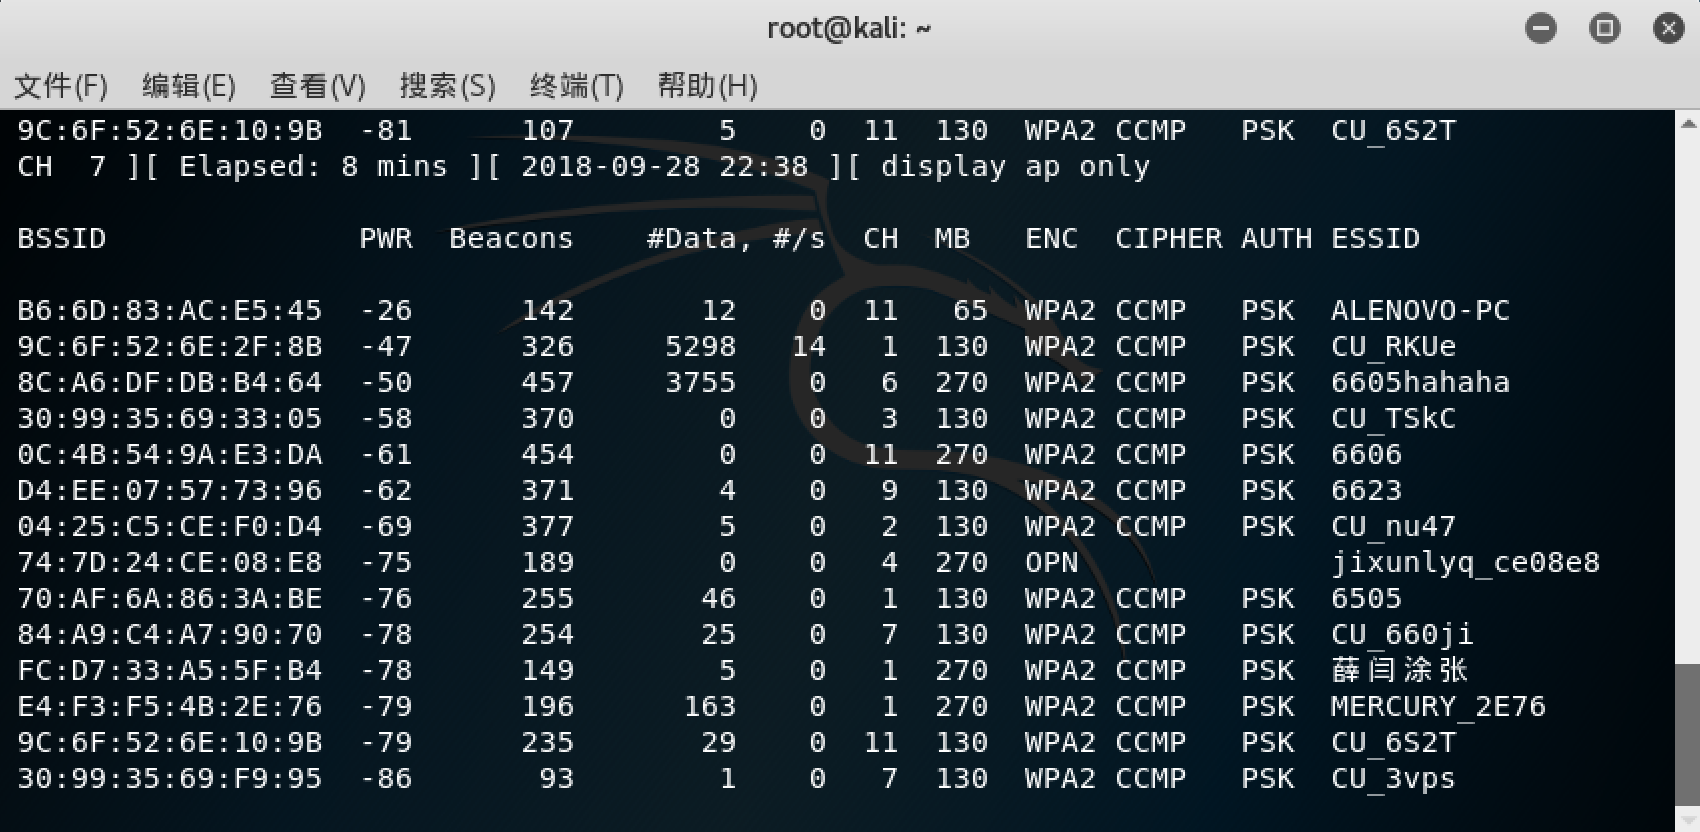 root@kali: ~
文件(F) 编辑(E) 查看(V) 搜索(S) 终端(T) 帮助(H)
9C:6F:52:6E:10:9B -81 107 5 0 11 130 WPA2 CCMP PSK CU_6S2T
CH 7 ][ Elapsed: 8 mins ][ 2018-09-28 22:38 ][ display ap only
BSSID PWR Beacons #Data, #/s CH MB ENC CIPHER AUTH ESSID
B6:6D:83:AC:E5:45 -26 142 12 0 11 65 WPA2 CCMP PSK ALENOVO-PC
9C:6F:52:6E:2F:8B -47 326 5298 14 1 130 WPA2 CCMP PSK CU_RKUe
8C:A6:DF:DB:B4:64 -50 457 3755 0 6 270 WPA2 CCMP PSK 6605hahaha
30:99:35:69:33:05 -58 370 0 0 3 130 WPA2 CCMP PSK CU_TSkC
0C:4B:54:9A:E3:DA -61 454 0 0 11 270 WPA2 CCMP PSK 6606
D4:EE:07:57:73:96 -62 371 4 0 9 130 WPA2 CCMP PSK 6623
04:25:C5:CE:F0:D4 -69 377 5 0 2 130 WPA2 CCMP PSK CU_nu47
74:7D:24:CE:08:E8 -75 189 0 0 4 270 OPN jixunlyq_ce08e8
70:AF:6A:86:3A:BE -76 255 46 0 1 130 WPA2 CCMP PSK 6505
84:A9:C4:A7:90:70 -78 254 25 0 7 130 WPA2 CCMP PSK CU_660ji
FC:D7:33:A5:5F:B4 -78 149 5 0 1 270 WPA2 CCMP PSK 薛闫涂张
E4:F3:F5:4B:2E:76 -79 196 163 0 1 270 WPA2 CCMP PSK MERCURY_2E76
9C:6F:52:6E:10:9B -79 235 29 0 11 130 WPA2 CCMP PSK CU_6S2T
30:99:35:69:F9:95 -86 93 1 0 7 130 WPA2 CCMP PSK CU_3vps